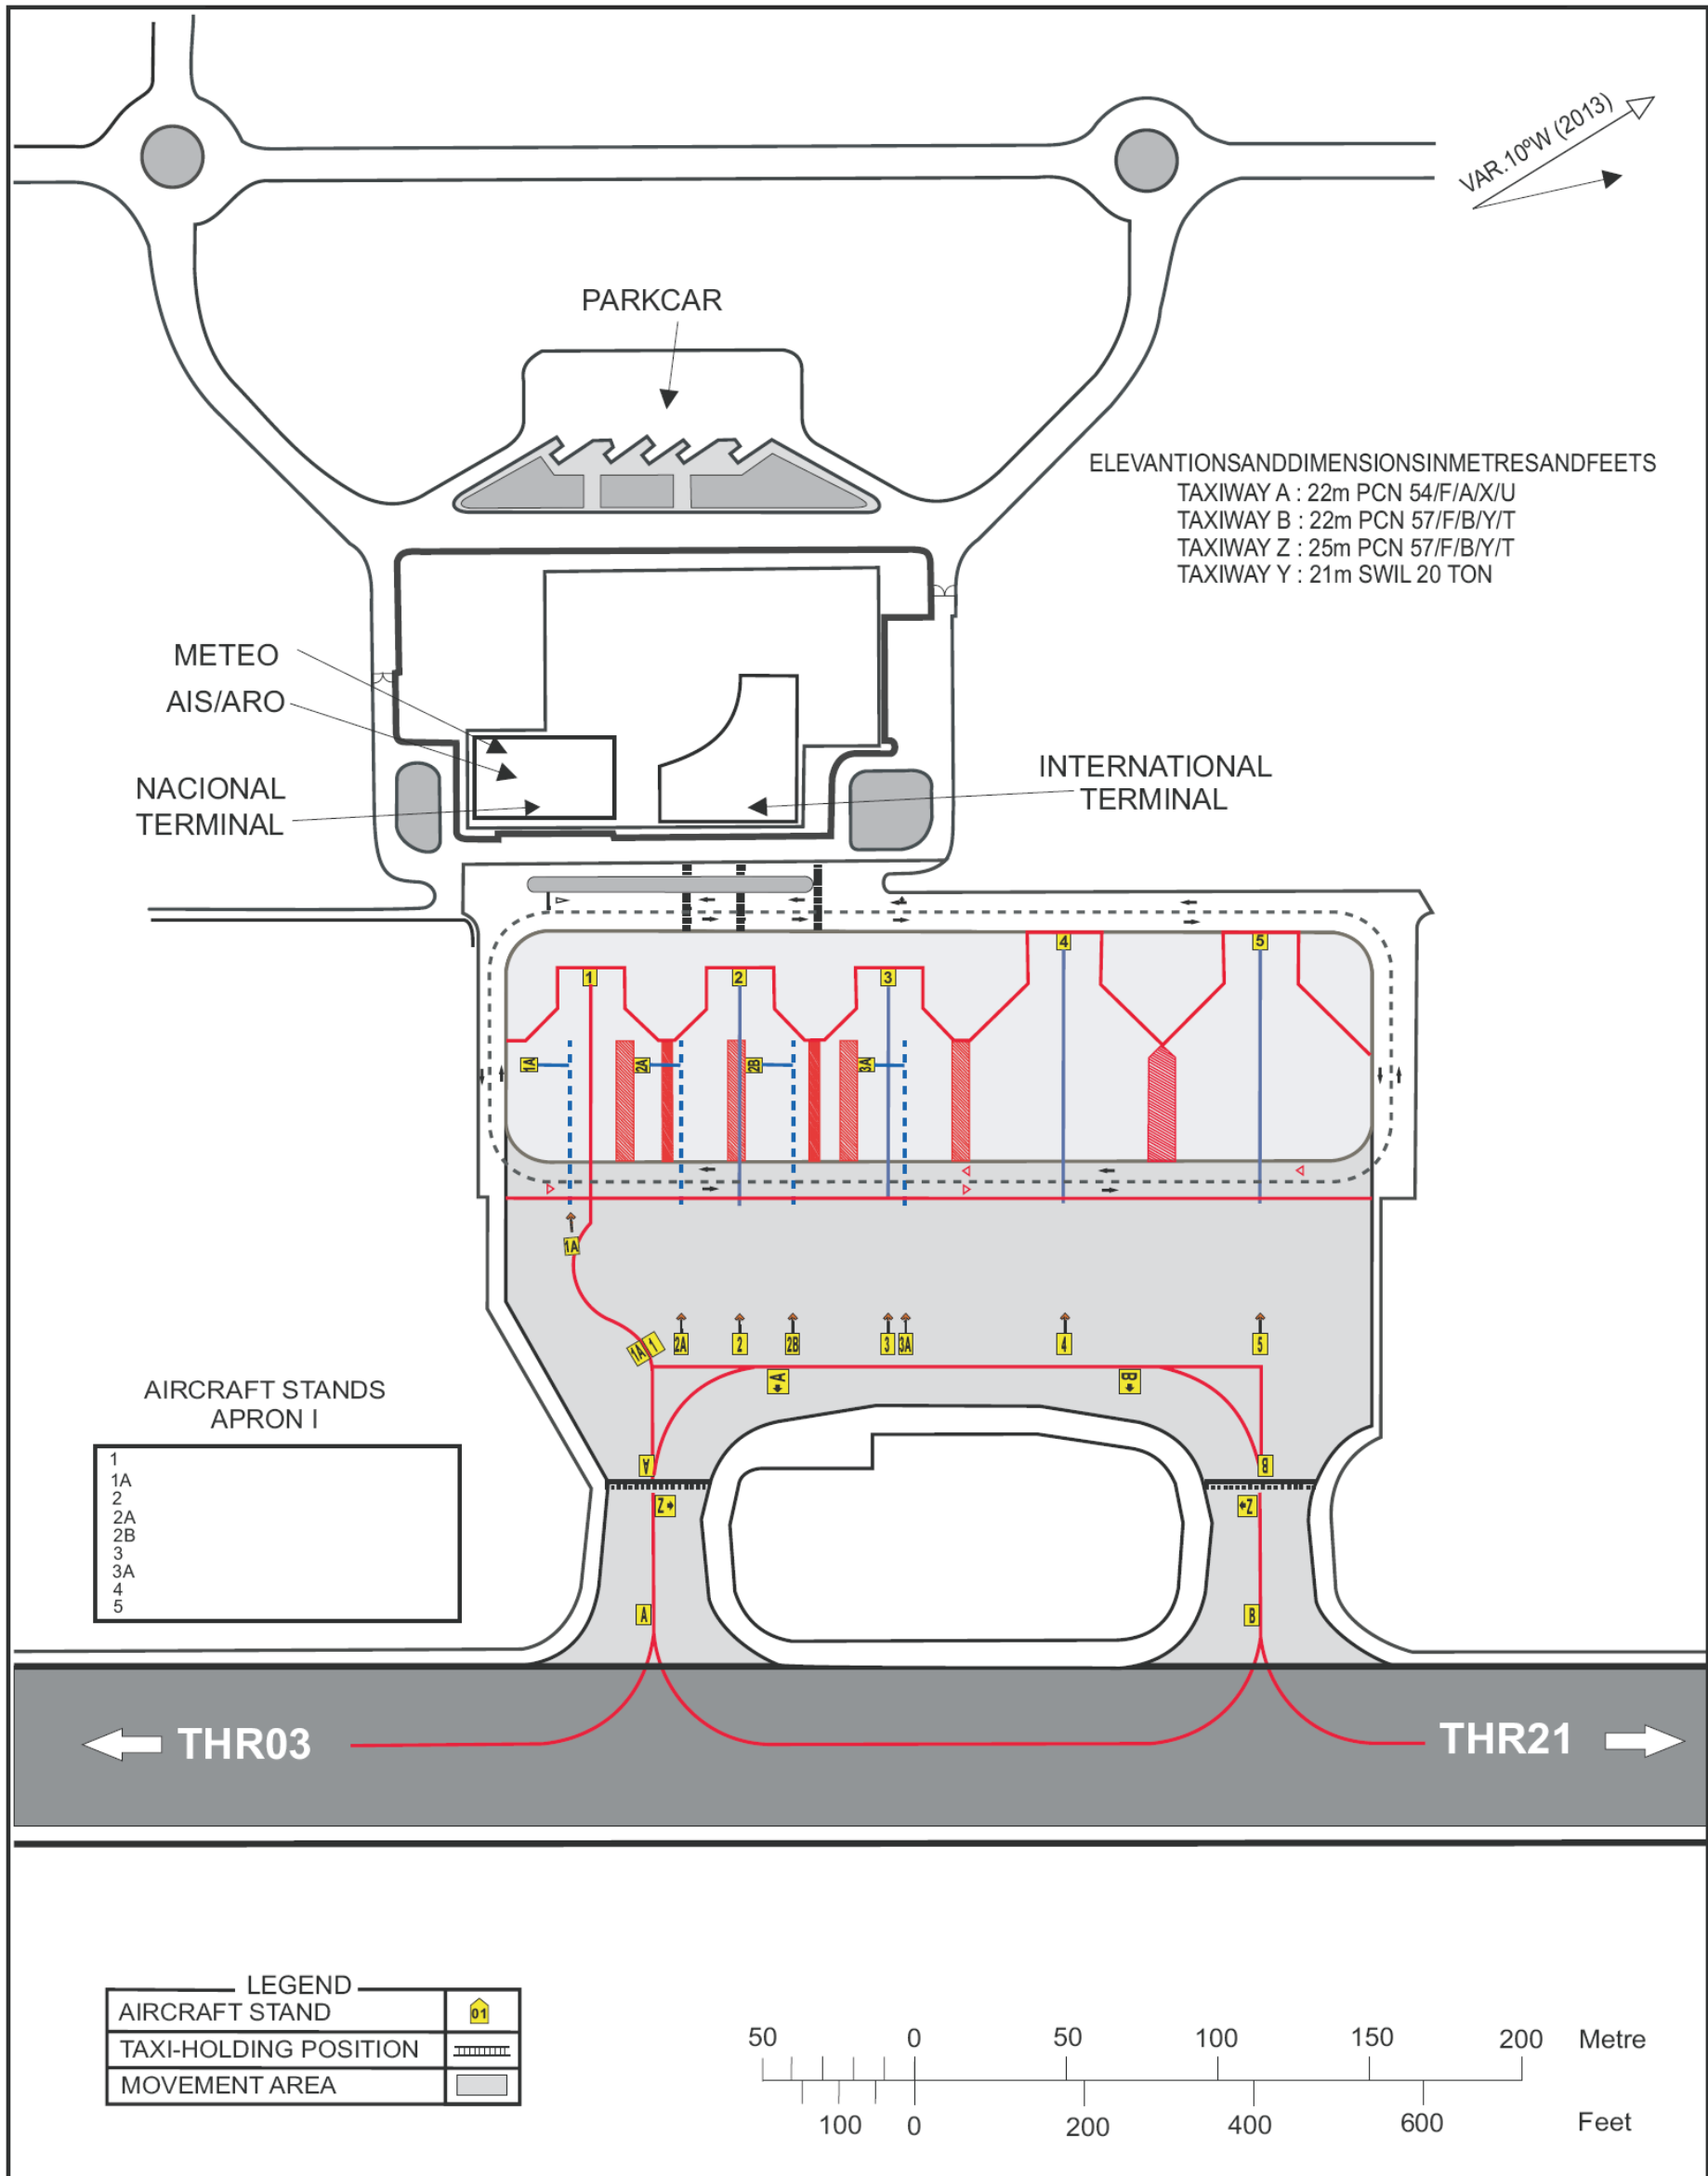 VAR.10ºW (2013)
PARKCAR
ELEVANTIONSANDDIMENSIONSINMETRESANDFEETS
TAXIWAY A : 22m PCN 54/F/A/X/U
TAXIWAY B : 22m PCN 57/F/B/Y/T
TAXIWAY Z : 25m PCN 57/F/B/Y/T
TAXIWAY Y : 21m SWIL 20 TON
METEO
AIS/ARO
NACIONAL
TERMINAL
INTERNATIONAL
TERMINAL
4
5
1
2
3
1A
2A
2B
3A
1A
1A
1
2A
2
2B
3
3A
4
5
A
B
A
B
Z
Z
A
B
AIRCRAFT STANDS
APRON I
1
1A
2
2A
2B
3
3A
4
5
THR03
THR21
LEGEND
AIRCRAFT STAND
01
TAXI-HOLDING POSITION
MOVEMENT AREA
50 0 50 100 150 200 Metre
100 0 200 400 600 Feet